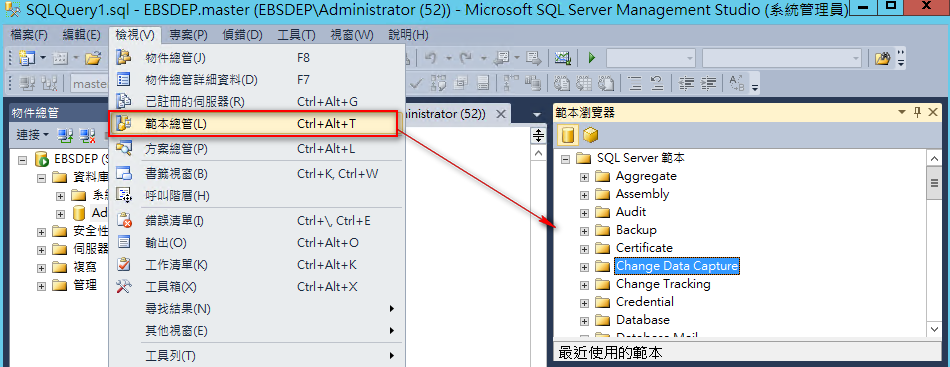 SQLQuery1.sql - EBSDEP.master (EBSDEP\Administrator (52)) - Microsoft SQL Server Management Studio (系統管理員)
檔案(F) 編輯(E) 檢視(V) 專案(P) 偵錯(D) 工具(T) 視窗(W) 說明(H)
物件總管(J) F8
物件總管詳細資料(D) F7
已註冊的伺服器(R) Ctrl+Alt+G
範本總管(L) Ctrl+Alt+T
方案總管(P) Ctrl+Alt+L
書籤視窗(B) Ctrl+K, Ctrl+W
呼叫階層(H)
錯誤清單(I) Ctrl+\, Ctrl+E
輸出(O) Ctrl+Alt+O
工作清單(K) Ctrl+Alt+K
工具箱(X) Ctrl+Alt+X
尋找結果(N)
其他視窗(E)
工具列(T)
master
物件總管
連接
EBSDEP (S
資料庫
系統
Ad
安全性
伺服器
複寫
管理
ministrator (52))
範本瀏覽器
SQL Server 範本
Aggregate
Assembly
Audit
Backup
Certificate
Change Data Capture
Change Tracking
Credential
Database
Database Mail
最近使用的範本